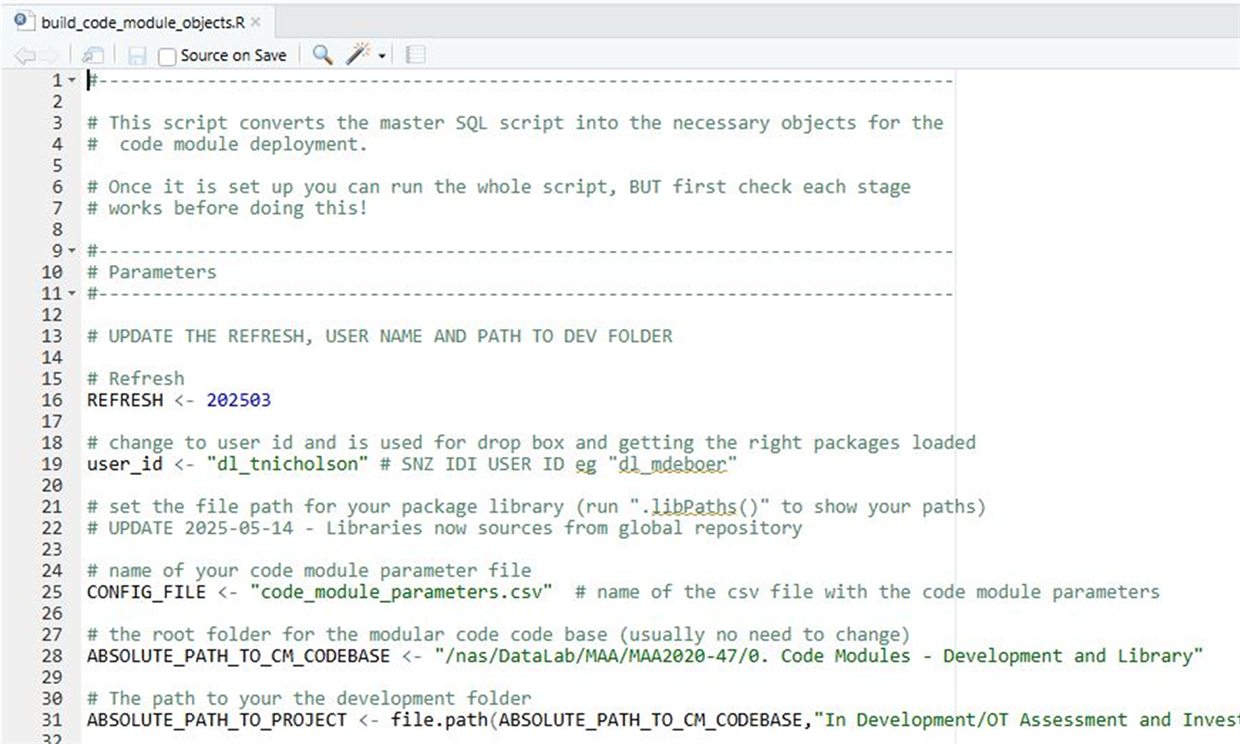 build_code_module_objects.R
Source on Save
1 #--------------------------------------------------------------------------------
2
3 # This script converts the master SQL script into the necessary objects for the
4 #  code module deployment.
5
6 # Once it is set up you can run the whole script, BUT first check each stage
7 # works before doing this!
8
9 #--------------------------------------------------------------------------------
10 # Parameters
11 #--------------------------------------------------------------------------------
12
13 # UPDATE THE REFRESH, USER NAME AND PATH TO DEV FOLDER
14
15 # Refresh
16 REFRESH <- 202503
17
18 # change to user id and is used for drop box and getting the right packages loaded
19 user_id <- "dl_tnicholson" # SNZ IDI USER ID eg "dl_mdeboer"
20
21 # set the file path for your package library (run ".libPaths()" to show your paths)
22 # UPDATE 2025-05-14 - Libraries now sources from global repository
23
24 # name of your code module parameter file
25 CONFIG_FILE <- "code_module_parameters.csv"  # name of the csv file with the code module parameters
26
27 # the root folder for the modular code code base (usually no need to change)
28 ABSOLUTE_PATH_TO_CM_CODEBASE <- "/nas/DataLab/MAA/MAA2020-47/0. Code Modules - Development and Library"
29
30 # The path to your the development folder
31 ABSOLUTE_PATH_TO_PROJECT <- file.path(ABSOLUTE_PATH_TO_CM_CODEBASE,"In Development/OT Assessment and Invest
32